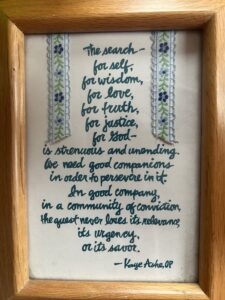 The search—
for self,
for wisdom,
for love,
for truth,
for justice,
for God—
is strenuous and unending.
We need good companions
in order to persevere in it;
In good company,
in a community of conviction,
the quest never loses its relevance,
its urgency,
or its savor.
— Kaye Ashe, OP